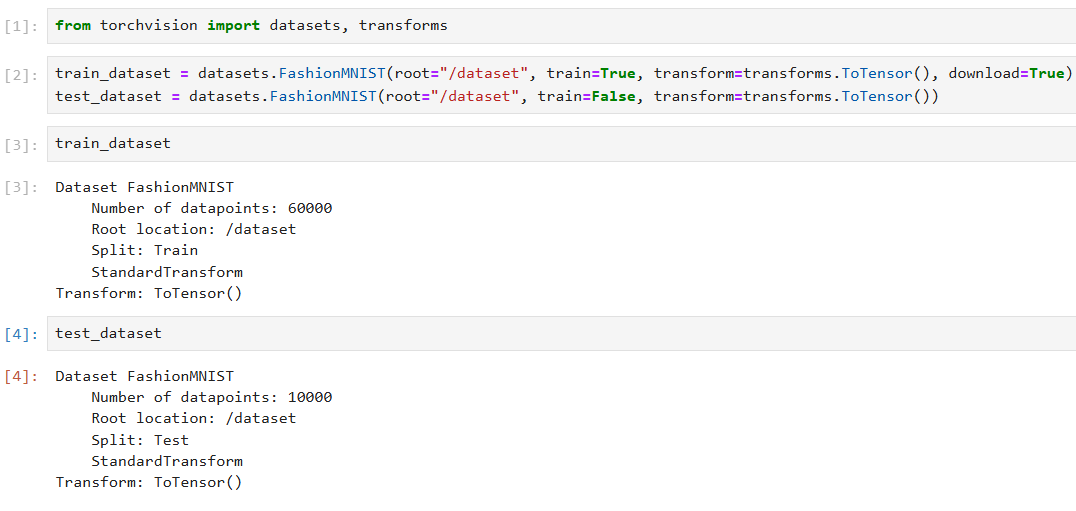 [1]: from torchvision import datasets, transforms
[2]: train_dataset = datasets.FashionMNIST(root="/dataset", train=True, transform=transforms.ToTensor(), download=True)
test_dataset = datasets.FashionMNIST(root="/dataset", train=False, transform=transforms.ToTensor())
[3]: train_dataset
[3]: Dataset FashionMNIST
Number of datapoints: 60000
Root location: /dataset
Split: Train
StandardTransform
Transform: ToTensor()
[4]: test_dataset
[4]: Dataset FashionMNIST
Number of datapoints: 10000
Root location: /dataset
Split: Test
StandardTransform
Transform: ToTensor()